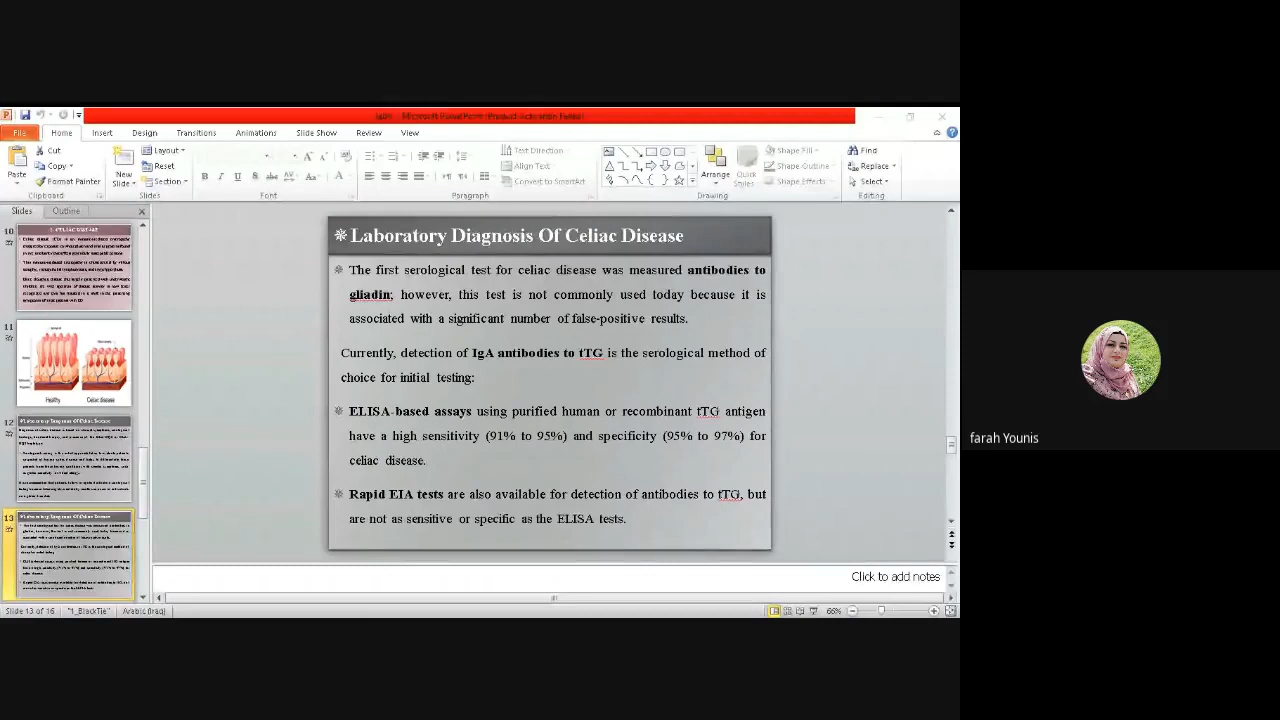 File Home Insert Design Transitions Animations Slide Show Review View
Cut
Copy
Format Painter
Paste
Clipboard
New Slide
Layout
Reset
Section
Slides
Font
Paragraph
Text Direction
Align Text
Convert to SmartArt
Arrange
Quick Styles
Shape Fill
Shape Outline
Shape Effects
Drawing
Find
Replace
Select
Editing
Slides Outline
10
11
Healthy Celiac disease
12
13
Laboratory Diagnosis Of Celiac Disease
The first serological test for celiac disease was measured antibodies to
gliadin; however, this test is not commonly used today because it is
associated with a significant number of false-positive results.
Currently, detection of IgA antibodies to tTG is the serological method of
choice for initial testing:
ELISA-based assays using purified human or recombinant tTG antigen
have a high sensitivity (91% to 95%) and specificity (95% to 97%) for
celiac disease.
Rapid EIA tests are also available for detection of antibodies to tTG, but
are not as sensitive or specific as the ELISA tests.
Click to add notes
Slide 13 of 16 "1_BlackTie" Arabic (Iraq) 66%
farah Younis